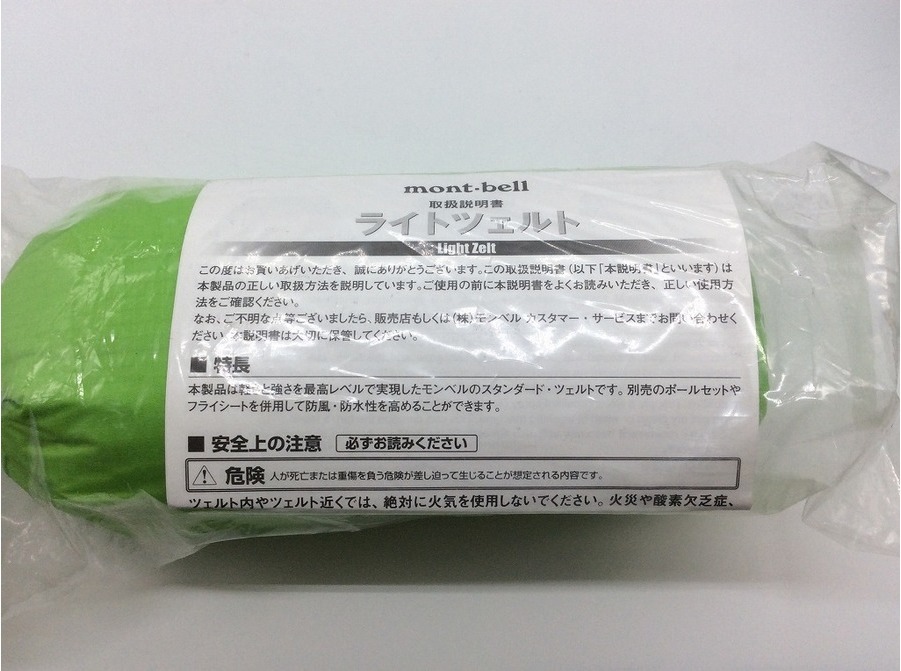 mont-bell
取扱説明書
ライトツェルト
Light Zelt
この度はお買いあげいただき、誠にありがとうございます。この取扱説明書（以下「本説明書」といいます）は
本製品の正しい取扱方法を説明しています。ご使用の前に本説明書をよくお読みいただき、正しい使用方
法をご確認ください。
なお、ご不明な点等ございましたら、販売店もしくは（株）モンベル カスタマー・サービスまでお問い合わせく
ださい。本説明書は大切に保管してください。
■ 特長
本製品は軽さと強さを最高レベルで実現したモンベルのスタンダード・ツェルトです。別売のポールセットや
フライシートを併用して防風・防水性を高めることができます。
■ 安全上の注意 必ずお読みください
危険 人が死亡または重傷を負う危険が差し迫って生じることが想定される内容です。
ツェルト内やツェルト近くでは、絶対に火気を使用しないでください。火災や酸素欠乏症、